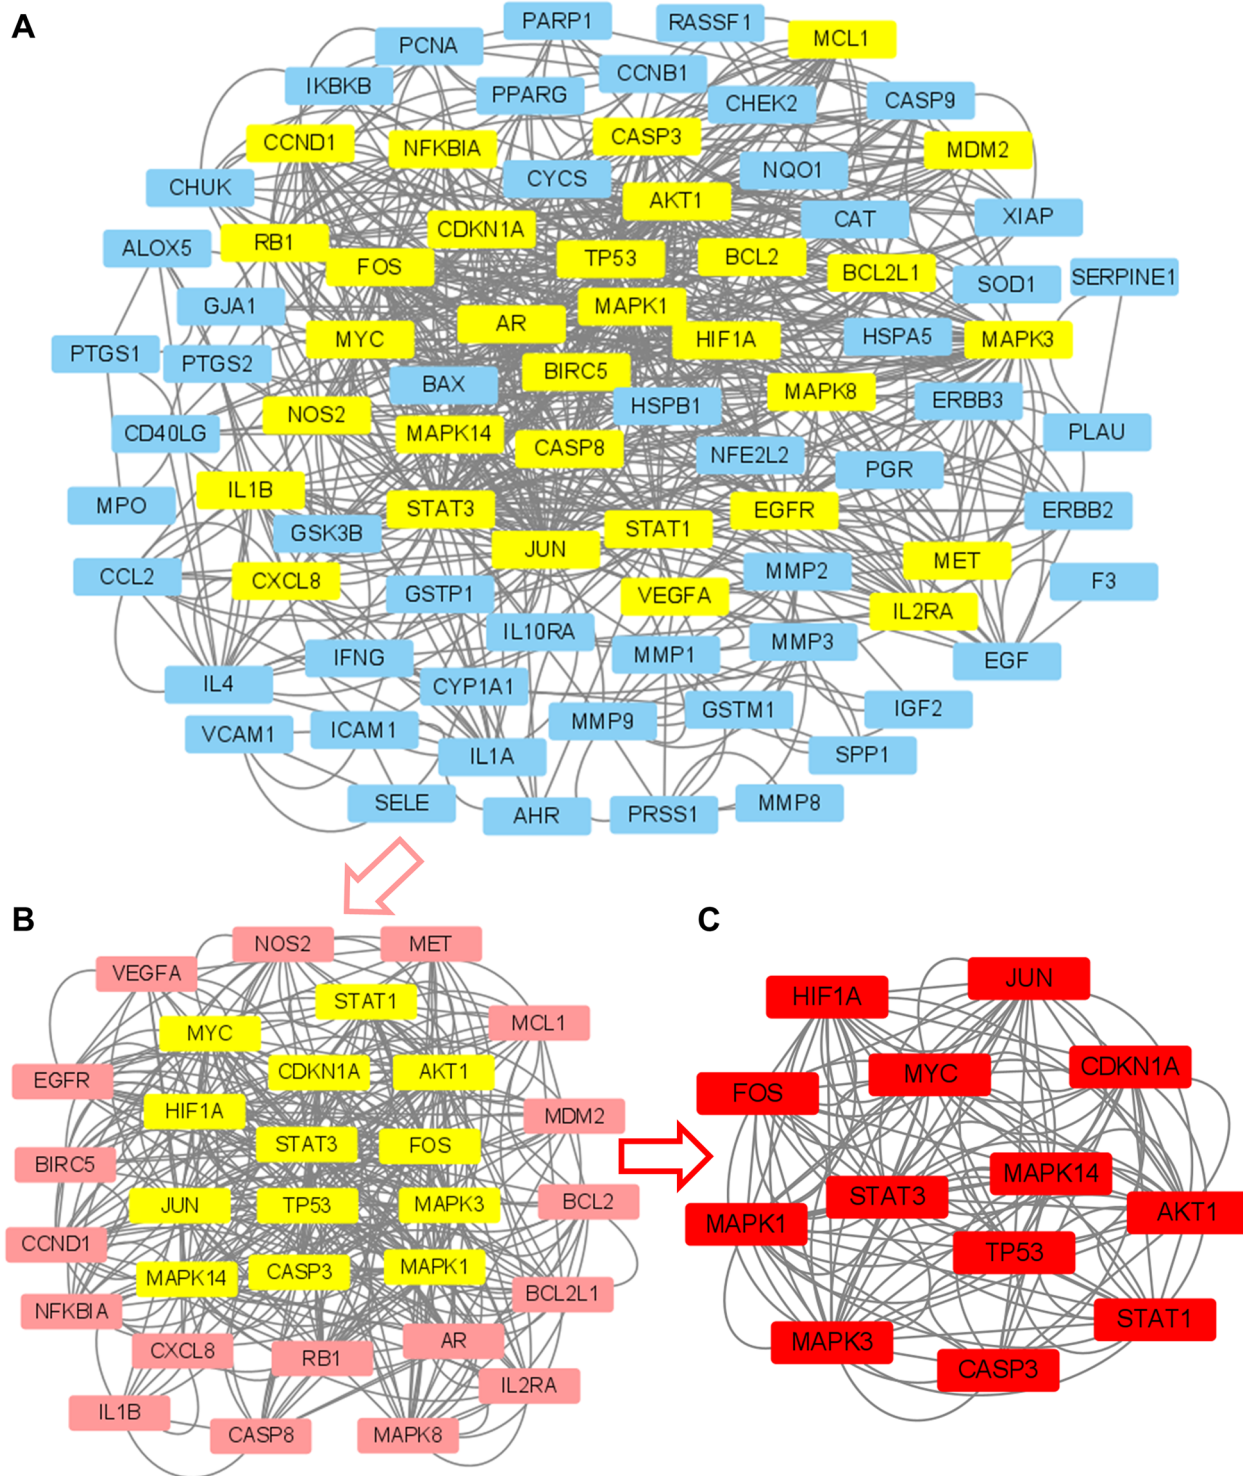 A
PARP1
RASSF1
MCL1
PCNA
CCNB1
IKBKB
PPARG
CHEK2
CASP9
CCND1
NFKBIA
CASP3
MDM2
CHUK
CYCS
NQO1
AKT1
CAT
XIAP
ALOX5
RB1
CDKN1A
FOS
TP53
BCL2
BCL2L1
SOD1
SERPINE1
GJA1
MAPK1
AR
PTGS1
PTGS2
MYC
HIF1A
HSPA5
MAPK3
BIRC5
BAX
MAPK8
ERBB3
HSPB1
NOS2
CD40LG
MAPK14
CASP8
NFE2L2
PGR
PLAU
IL1B
MPO
STAT3
GSK3B
EGFR
ERBB2
STAT1
JUN
CCL2
CXCL8
GSTP1
VEGFA
MMP2
MET
F3
IL2RA
IL10RA
IFNG
MMP1
MMP3
EGF
IL4
CYP1A1
VCAM1
ICAM1
MMP9
GSTM1
IGF2
IL1A
SPP1
SELE
AHR
PRSS1
MMP8
B
NOS2
MET
VEGFA
STAT1
MYC
MCL1
EGFR
CDKN1A
AKT1
HIF1A
MDM2
STAT3
FOS
BIRC5
JUN
TP53
MAPK3
BCL2
CCND1
MAPK14
CASP3
MAPK1
NFKBIA
BCL2L1
CXCL8
RB1
AR
IL2RA
IL1B
CASP8
MAPK8
C
HIF1A
JUN
FOS
MYC
CDKN1A
MAPK14
STAT3
MAPK1
AKT1
TP53
STAT1
MAPK3
CASP3